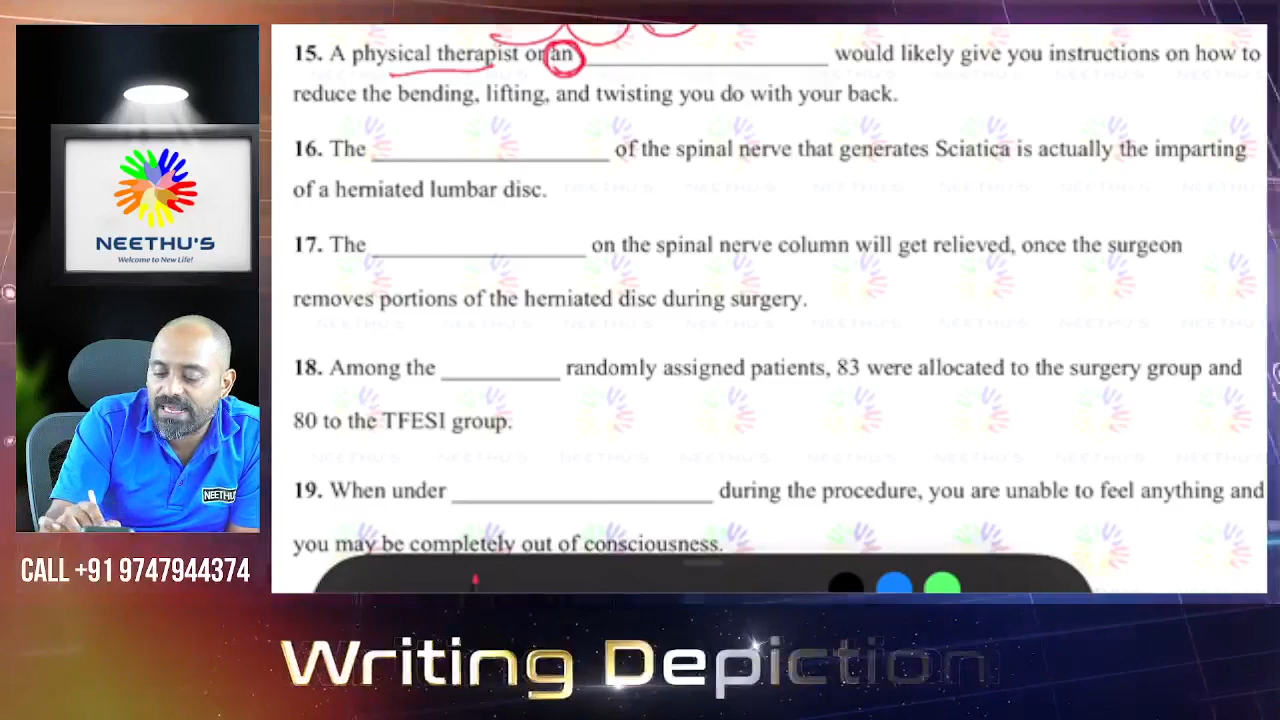 15. A physical therapist or an ____________________ would likely give you instructions on how to
reduce the bending, lifting, and twisting you do with your back.
16. The ____________________ of the spinal nerve that generates Sciatica is actually the imparting
of a herniated lumbar disc.
17. The __________________ on the spinal nerve column will get relieved, once the surgeon
removes portions of the herniated disc during surgery.
18. Among the __________ randomly assigned patients, 83 were allocated to the surgery group and
80 to the TFESI group.
19. When under ______________________ during the procedure, you are unable to feel anything and
you may be completely out of consciousness.
NEETHU'S
Welcome to New Life!
NEETHU'S
CALL +91 9747944374
Writing Depiction